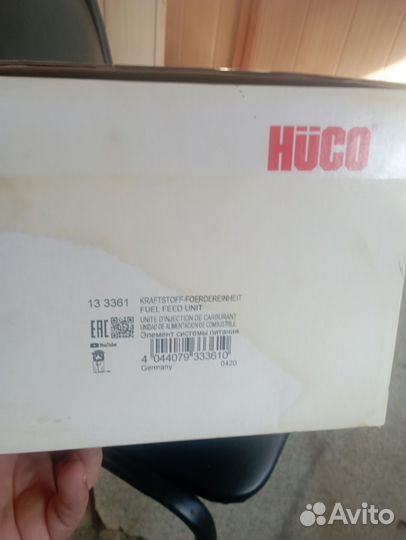 HÜCO
13 3361 KRAFTSTOFF-FOERDEREINHEIT
FUEL FEED UNIT
UNITE D'INJECTION DE CARBURANT
UNIDAD DE ALIMENTACION DE COMBUSTIBLE
Элемент системы питания
EAC
YouTube
4 044079 333610
Germany 0420
Avito